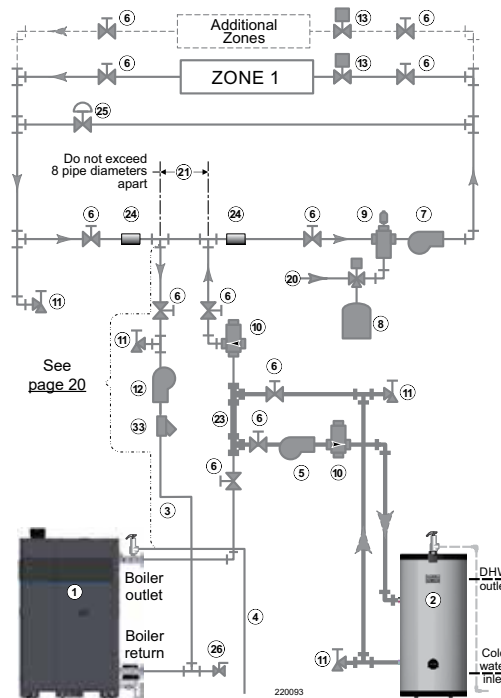 6
Additional
Zones
13
6
6
ZONE 1
13
6
25
Do not exceed
8 pipe diameters
apart
21
6
24
24
6
9
7
20
8
11
6
6
11
10
See
page 20
12
6
11
33
23
6
5
10
6
3
1
Boiler
outlet
4
2
DHW
outle
Boiler
return
26
11
Cold
wate
inle
220093